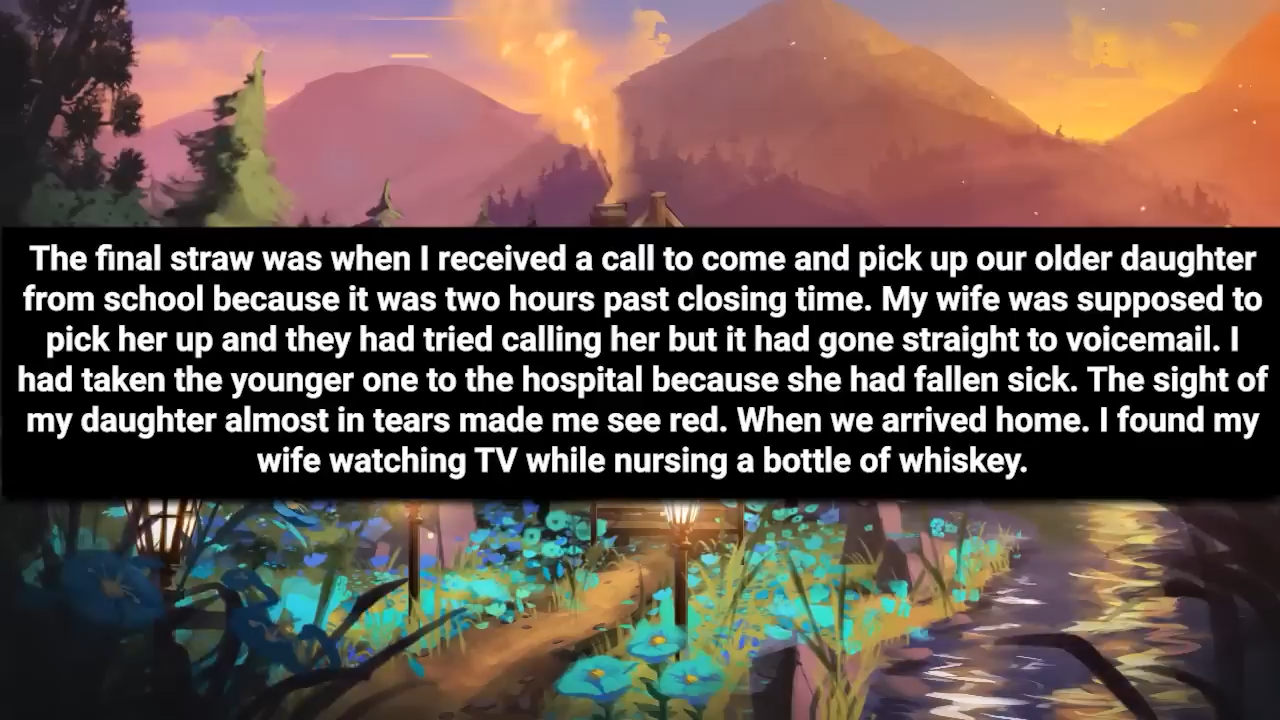 The final straw was when I received a call to come and pick up our older daughter
from school because it was two hours past closing time. My wife was supposed to
pick her up and they had tried calling her but it had gone straight to voicemail. I
had taken the younger one to the hospital because she had fallen sick. The sight of
my daughter almost in tears made me see red. When we arrived home. I found my
wife watching TV while nursing a bottle of whiskey.